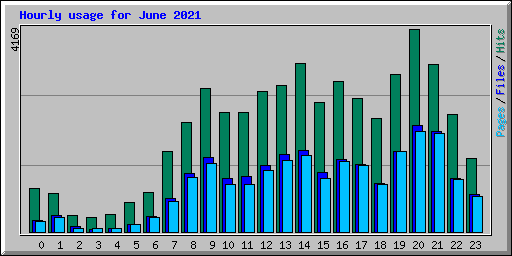 Hourly usage for June 2021
4169
Pages/Files/Hits
0 1 2 3 4 5 6 7 8 9 10 11 12 13 14 15 16 17 18 19 20 21 22 23